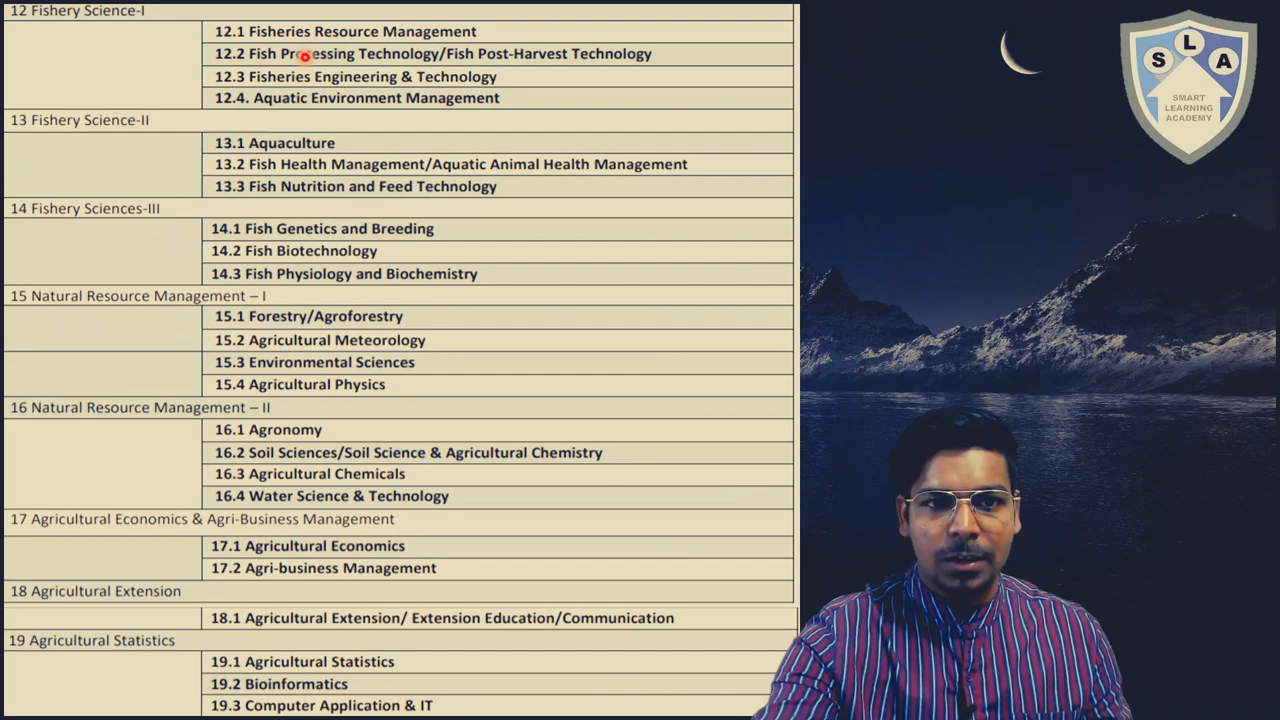 12 Fishery Science-I
12.1 Fisheries Resource Management
12.2 Fish Processing Technology/Fish Post-Harvest Technology
12.3 Fisheries Engineering & Technology
12.4. Aquatic Environment Management
13 Fishery Science-II
13.1 Aquaculture
13.2 Fish Health Management/Aquatic Animal Health Management
13.3 Fish Nutrition and Feed Technology
14 Fishery Sciences-III
14.1 Fish Genetics and Breeding
14.2 Fish Biotechnology
14.3 Fish Physiology and Biochemistry
15 Natural Resource Management – I
15.1 Forestry/Agroforestry
15.2 Agricultural Meteorology
15.3 Environmental Sciences
15.4 Agricultural Physics
16 Natural Resource Management – II
16.1 Agronomy
16.2 Soil Sciences/Soil Science & Agricultural Chemistry
16.3 Agricultural Chemicals
16.4 Water Science & Technology
17 Agricultural Economics & Agri-Business Management
17.1 Agricultural Economics
17.2 Agri-business Management
18 Agricultural Extension
18.1 Agricultural Extension/ Extension Education/Communication
19 Agricultural Statistics
19.1 Agricultural Statistics
19.2 Bioinformatics
19.3 Computer Application & IT
S L A
SMART
LEARNING
ACADEMY